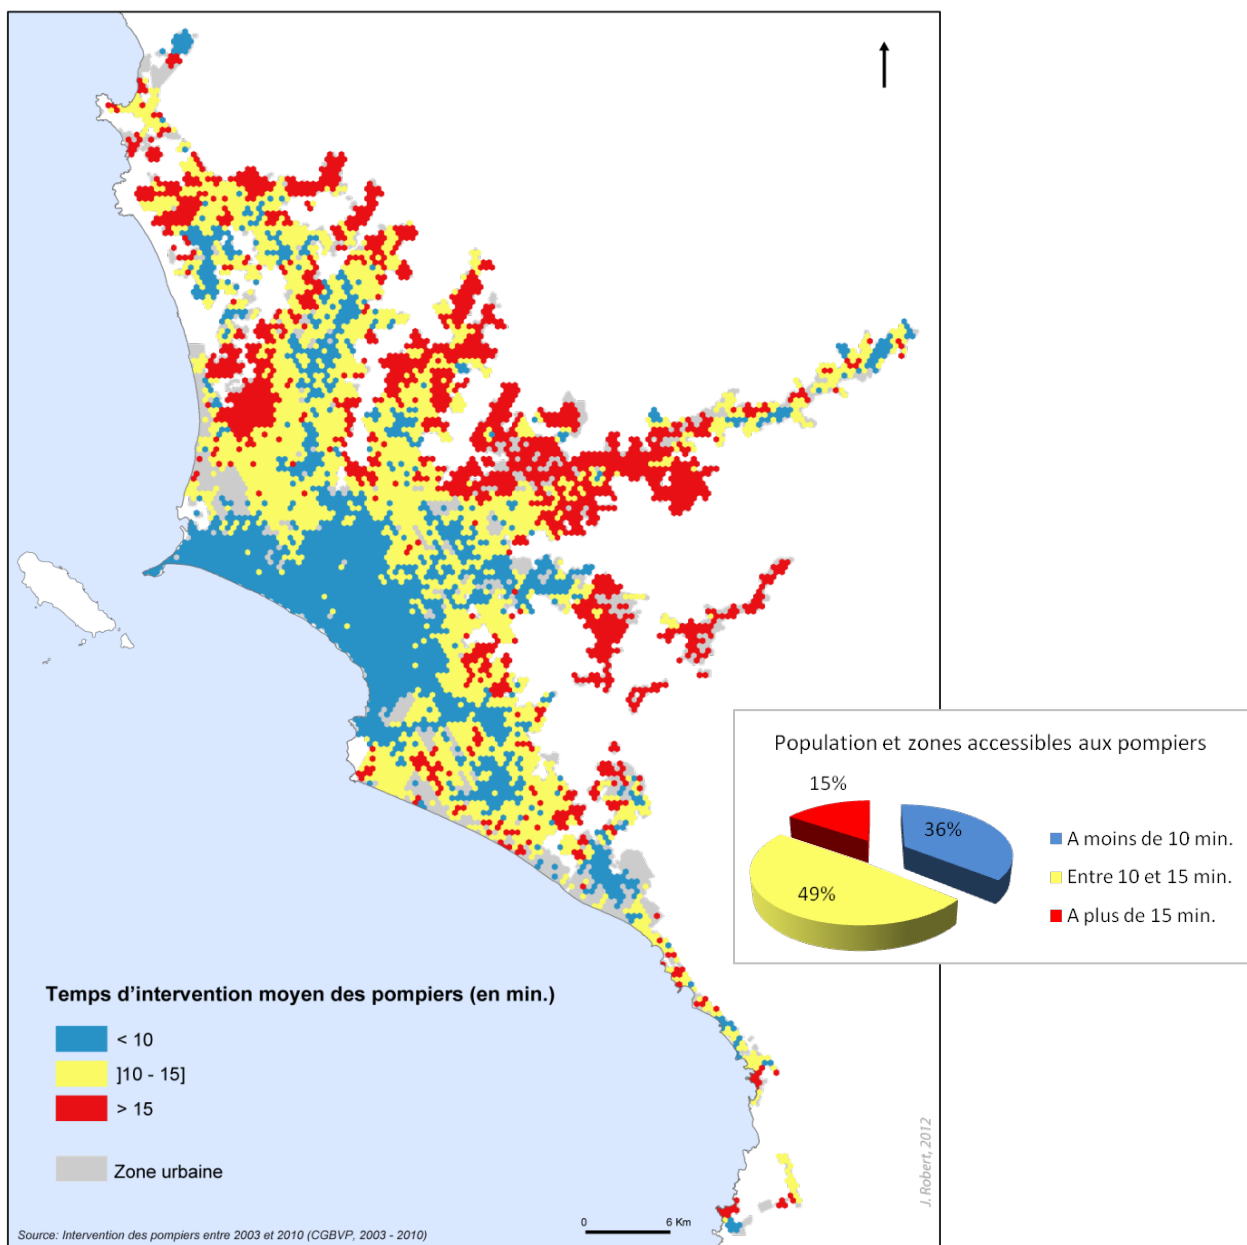 Population et zones accessibles aux pompiers
15%
36%
49%
A moins de 10 min.
Entre 10 et 15 min.
A plus de 15 min.
Temps d’intervention moyen des pompiers (en min.)
< 10
]10 - 15]
> 15
Zone urbaine
J. Robert, 2012
0 6 Km
Source: Intervention des pompiers entre 2003 et 2010 (CGBVP, 2003 - 2010)